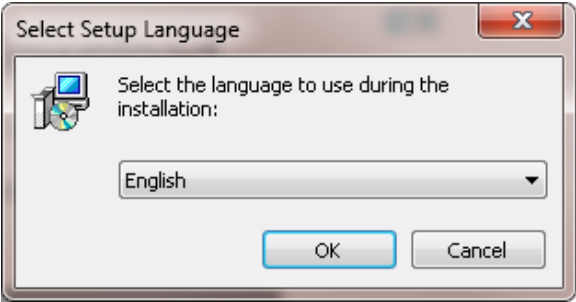 Select Setup Language
Select the language to use during the
installation:
English
OK
Cancel